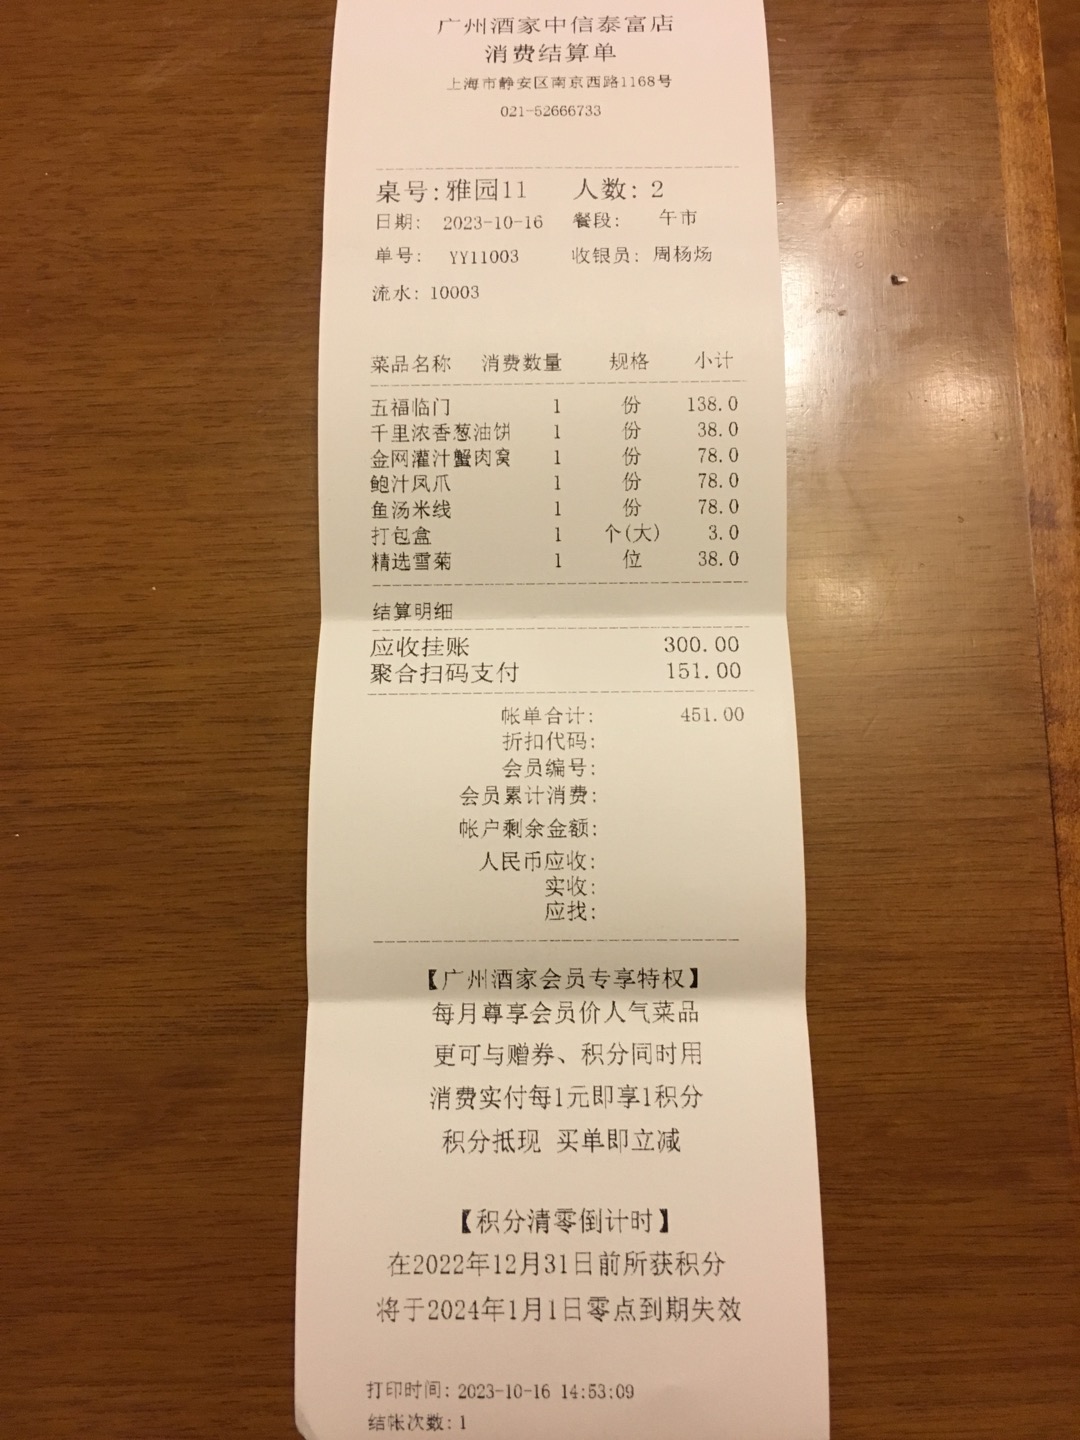 广州酒家中信泰富店
消费结算单
上海市静安区南京西路1168号
021-52666733
桌号:雅园11 人数: 2
日期: 2023-10-16 餐段: 午市
单号: YY11003 收银员: 周杨炀
流水: 10003
菜品名称 消费数量 规格 小计
五福临门 1 份 138.0
千里浓香葱油饼 1 份 38.0
金网灌汁蟹肉窝 1 份 78.0
鲍汁凤爪 1 份 78.0
鱼汤米线 1 份 78.0
打包盒 1 个(大) 3.0
精选雪菊 1 位 38.0
结算明细
应收挂账 300.00
聚合扫码支付 151.00
帐单合计: 451.00
折扣代码:
会员编号:
会员累计消费:
帐户剩余金额:
人民币应收:
实收:
应找:
【广州酒家会员专享特权】
每月尊享会员价人气菜品
更可与赠券、积分同时用
消费实付每1元即享1积分
积分抵现 买单即立减
【积分清零倒计时】
在2022年12月31日前所获积分
将于2024年1月1日零点到期失效
打印时间: 2023-10-16 14:53:09
结帐次数: 1